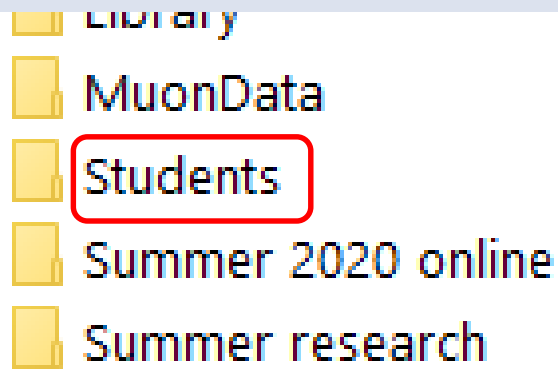 Library
MuonData
Students
Summer 2020 online
Summer research